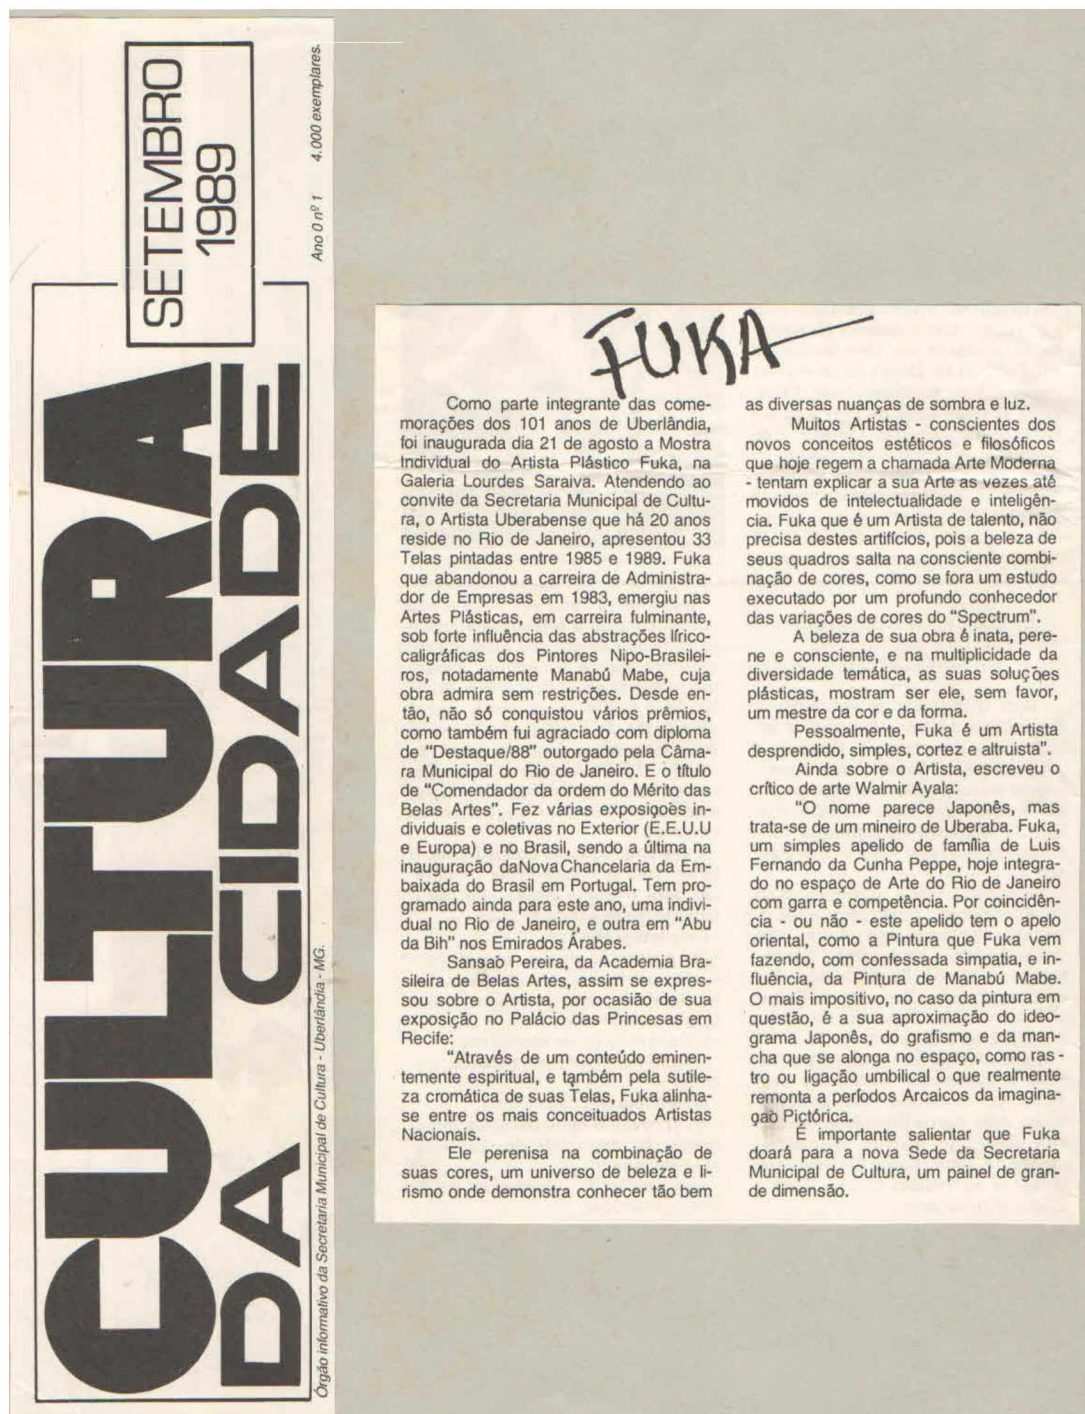 CULTURA
DA CIDADE
SETEMBRO
1989
Ano 0 nº 1 4.000 exemplares.
Órgão informativo da Secretaria Municipal de Cultura - Uberlândia - MG.
FUKA
Como parte integrante das come-
morações dos 101 anos de Uberlândia,
foi inaugurada dia 21 de agosto a Mostra
Individual do Artista Plástico Fuka, na
Galeria Lourdes Saraiva. Atendendo ao
convite da Secretaria Municipal de Cultu-
ra, o Artista Uberabense que há 20 anos
reside no Rio de Janeiro, apresentou 33
Telas pintadas entre 1985 e 1989. Fuka
que abandonou a carreira de Administra-
dor de Empresas em 1983, emergiu nas
Artes Plásticas, em carreira fulminante,
sob forte influência das abstrações lírico-
caligráficas dos Pintores Nipo-Brasilei-
ros, notadamente Manabú Mabe, cuja
obra admira sem restrições. Desde en-
tão, não só conquistou vários prêmios,
como também fui agraciado com diploma
de "Destaque/88" outorgado pela Câma-
ra Municipal do Rio de Janeiro. E o título
de "Comendador da ordem do Mérito das
Belas Artes". Fez várias exposições in-
dividuais e coletivas no Exterior (E.E.U.U
e Europa) e no Brasil, sendo a última na
inauguração daNova Chancelaria da Em-
baixada do Brasil em Portugal. Tem pro-
gramado ainda para este ano, uma indivi-
dual no Rio de Janeiro, e outra em "Abu
da Bih" nos Emirados Árabes.
Sansaò Pereira, da Academia Bra-
sileira de Belas Artes, assim se expres-
sou sobre o Artista, por ocasião de sua
exposição no Palácio das Princesas em
Recife:
"Através de um conteúdo eminen-
temente espiritual, e também pela sutile-
za cromática de suas Telas, Fuka alinha-
se entre os mais conceituados Artistas
Nacionais.
Ele perenisa na combinação de
suas cores, um universo de beleza e li-
rismo onde demonstra conhecer tão bem
as diversas nuanças de sombra e luz.
Muitos Artistas - conscientes dos
novos conceitos estéticos e filosóficos
que hoje regem a chamada Arte Moderna
- tentam explicar a sua Arte as vezes até
movidos de intelectualidade e inteligên-
cia. Fuka que é um Artista de talento, não
precisa destes artifícios, pois a beleza de
seus quadros salta na consciente combi-
nação de cores, como se fora um estudo
executado por um profundo conhecedor
das variações de cores do "Spectrum".
A beleza de sua obra é inata, pere-
ne e consciente, e na multiplicidade da
diversidade temática, as suas soluções
plásticas, mostram ser ele, sem favor,
um mestre da cor e da forma.
Pessoalmente, Fuka é um Artista
desprendido, simples, cortez e altruista".
Ainda sobre o Artista, escreveu o
crítico de arte Walmir Ayala:
"O nome parece Japonês, mas
trata-se de um mineiro de Uberaba. Fuka,
um simples apelido de família de Luis
Fernando da Cunha Peppe, hoje integra-
do no espaço de Arte do Rio de Janeiro
com garra e competência. Por coincidên-
cia - ou não - este apelido tem o apelo
oriental, como a Pintura que Fuka vem
fazendo, com confessada simpatia, e in-
fluência, da Pintura de Manabú Mabe.
O mais impositivo, no caso da pintura em
questão, é a sua aproximação do ideo-
grama Japonês, do grafismo e da man-
cha que se alonga no espaço, como ras -
tro ou ligação umbilical o que realmente
remonta a períodos Arcaicos da imagina-
çaò Pictórica.
É importante salientar que Fuka
doará para a nova Sede da Secretaria
Municipal de Cultura, um painel de gran-
de dimensão.